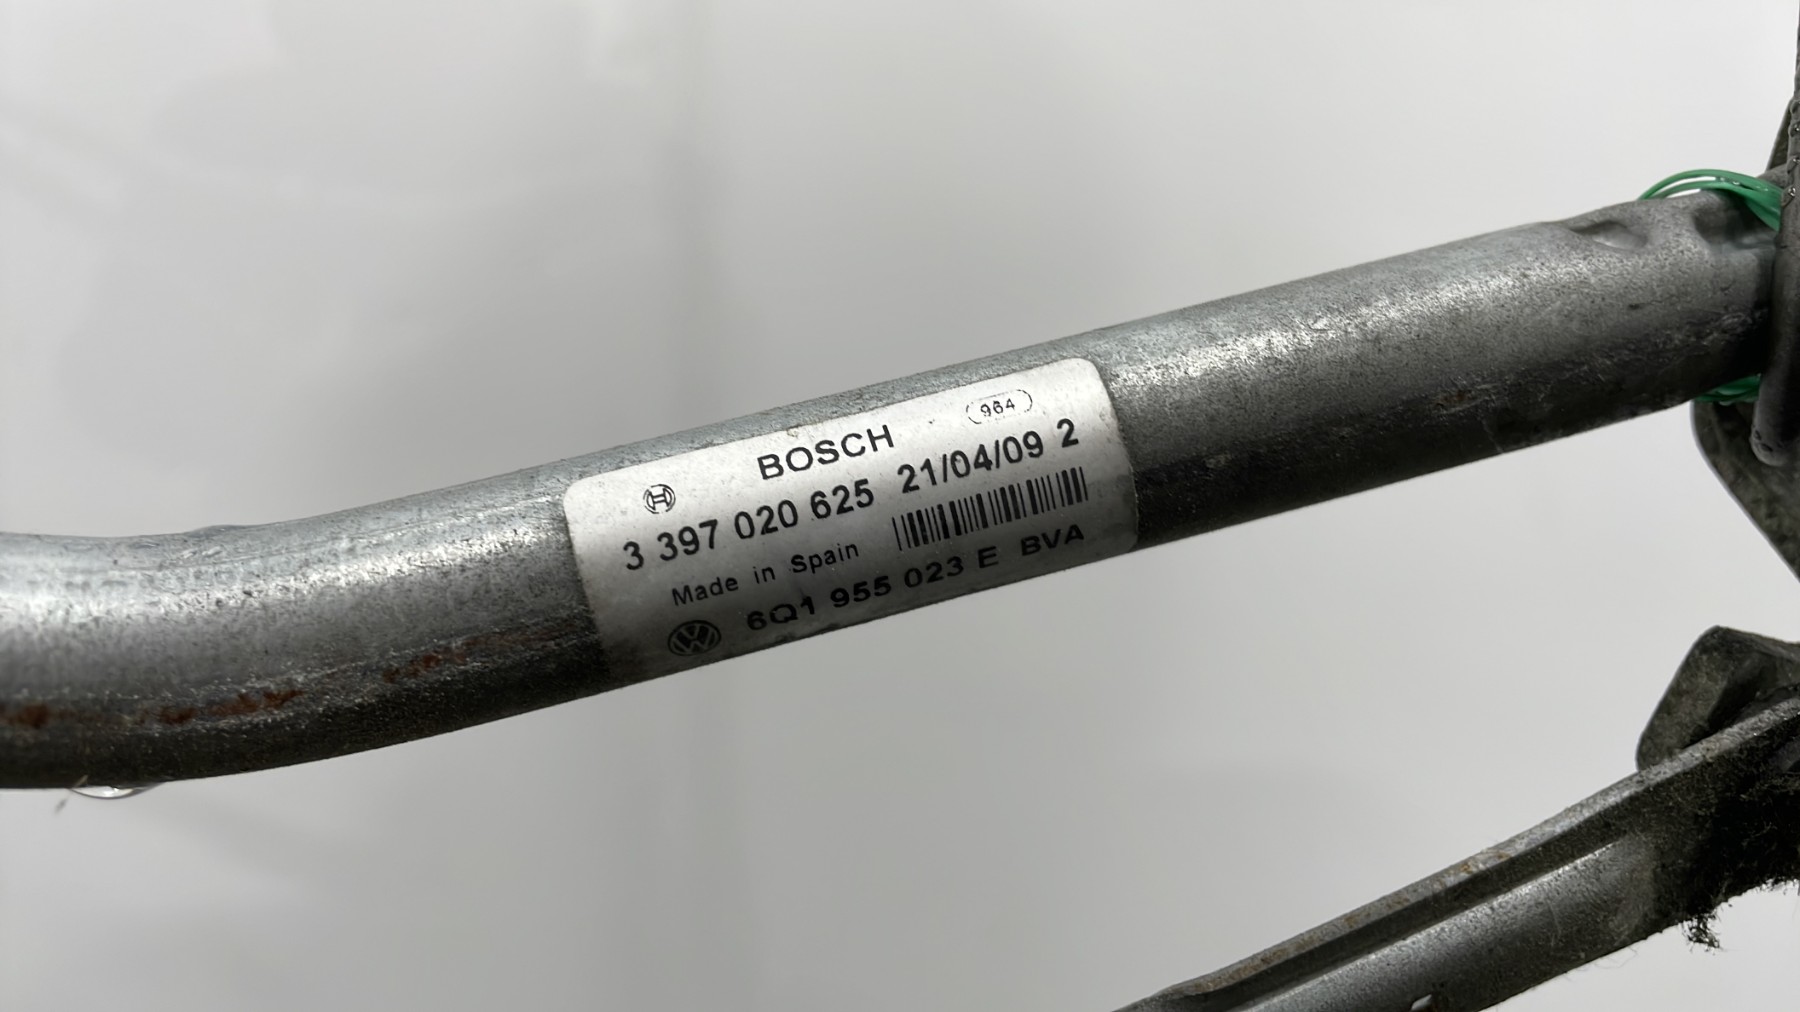 964
BOSCH
3 397 020 625 21/04/09 2
Made in Spain
6Q1 955 023 E BVA